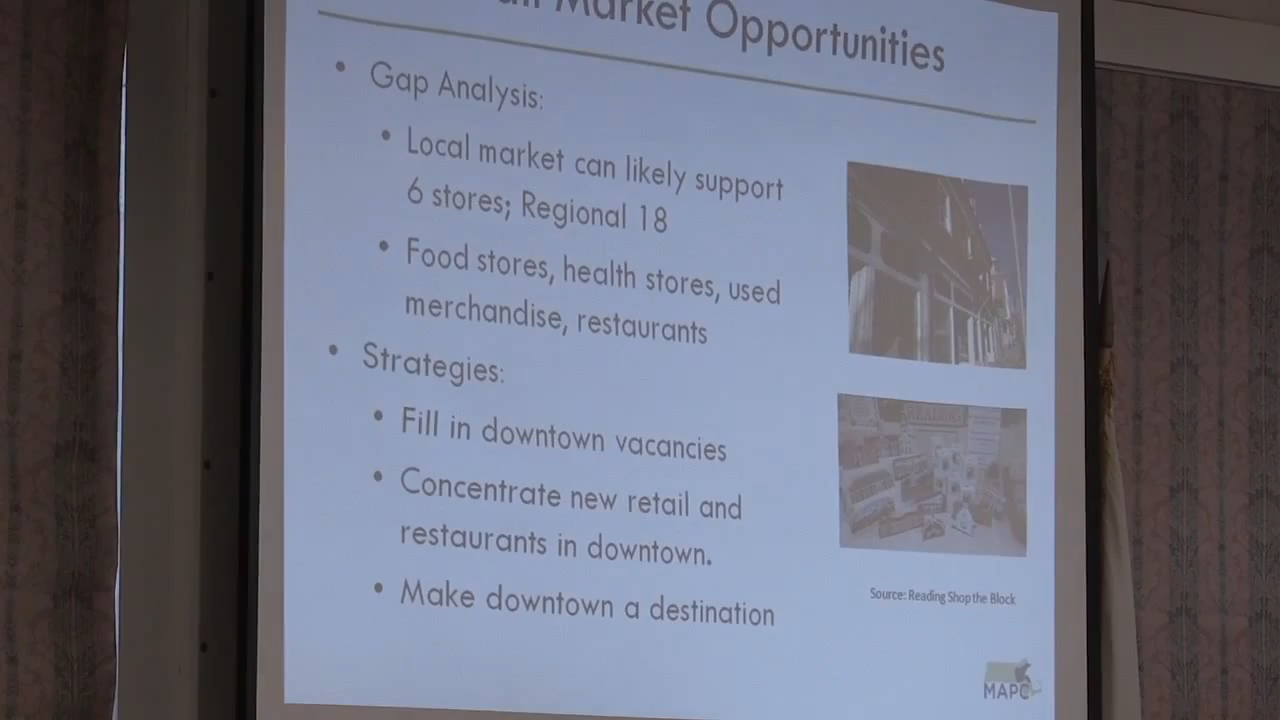 Market Opportunities
• Gap Analysis:
• Local market can likely support
6 stores; Regional 18
• Food stores, health stores, used
merchandise, restaurants
• Strategies:
• Fill in downtown vacancies
• Concentrate new retail and
restaurants in downtown.
• Make downtown a destination
Source: Reading Shop the Block
MAPC